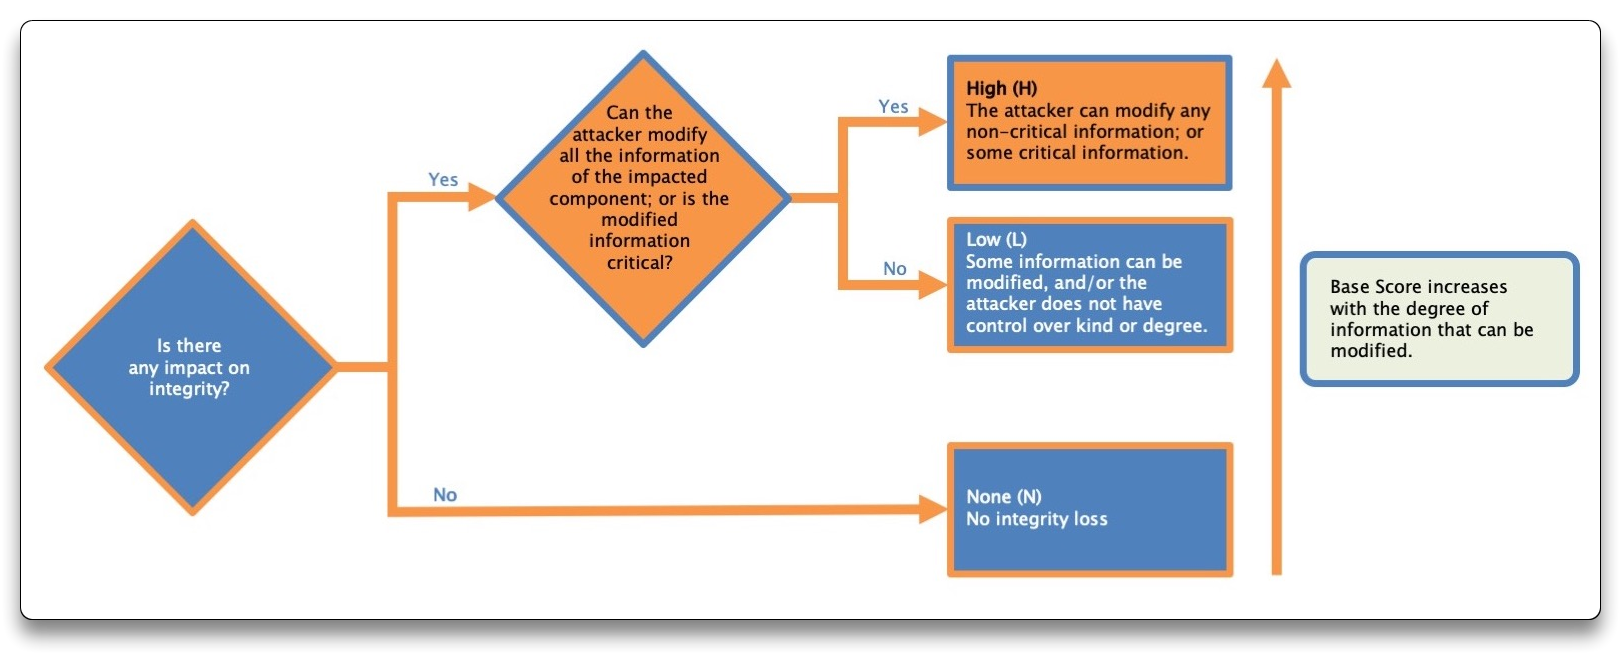 Is there
any impact on
integrity?
Yes
No
Can the
attacker modify
all the information
of the impacted
component; or is the
modified
information
critical?
Yes
No
High (H)
The attacker can modify any
non-critical information; or
some critical information.
Low (L)
Some information can be
modified, and/or the
attacker does not have
control over kind or degree.
None (N)
No integrity loss
Base Score increases
with the degree of
information that can be
modified.